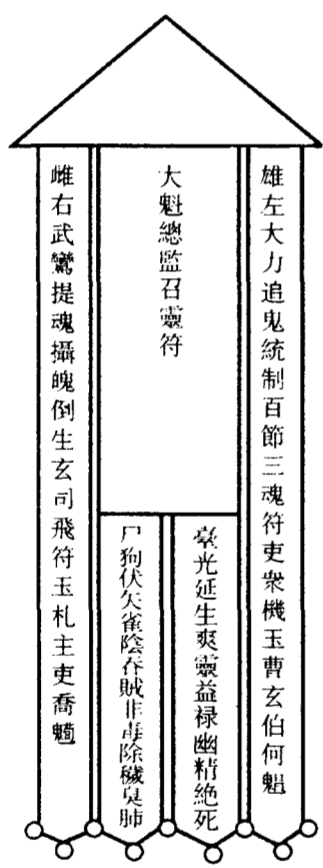 雄左大力追鬼統制百節三魂符吏衆機玉曹玄伯何
大魁總監召靈符
臺光延生爽靈益禄幽精絶死
尸狗伏矢雀陰吞賊非毒除穢臭肺
雌右武鸞提魂攝魄倒生玄司飛符玉札主吏喬